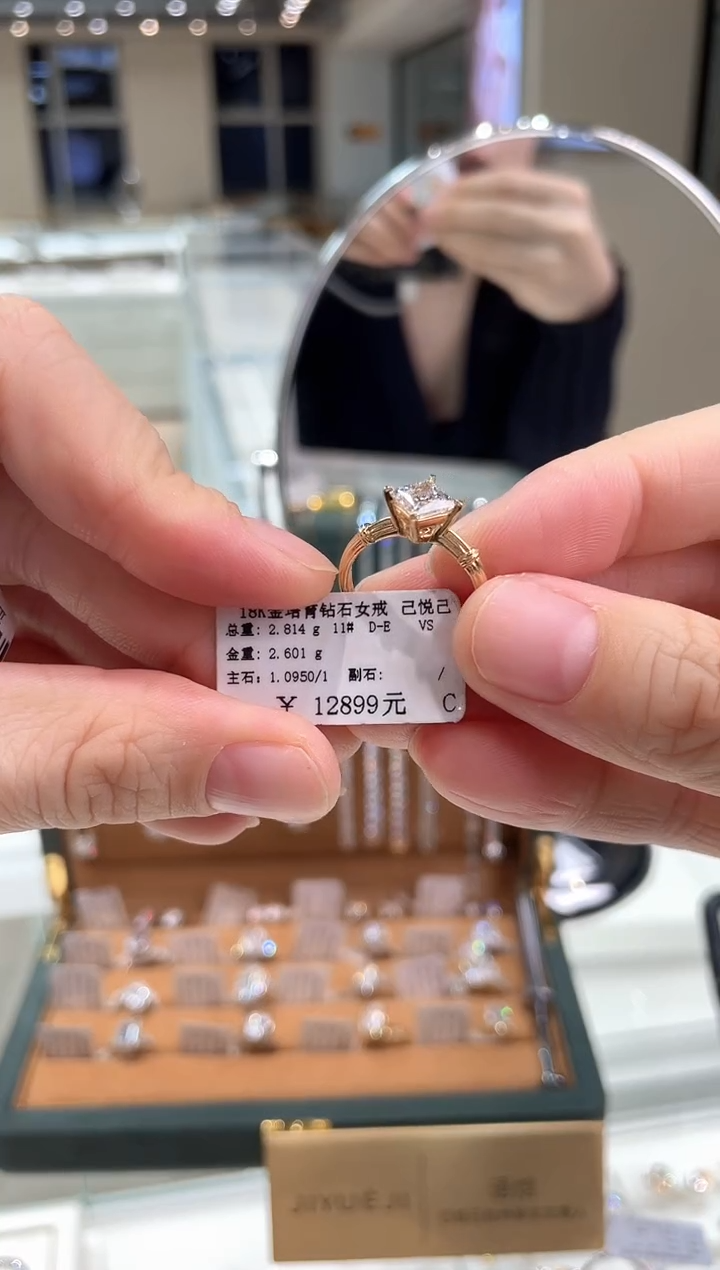 18K金培育钻石女戒 己悦己
总重: 2.814 g 11# D-E VS
金重: 2.601 g
主石: 1.0950/1 副石: /
¥ 12899元 C
JIYUEJI